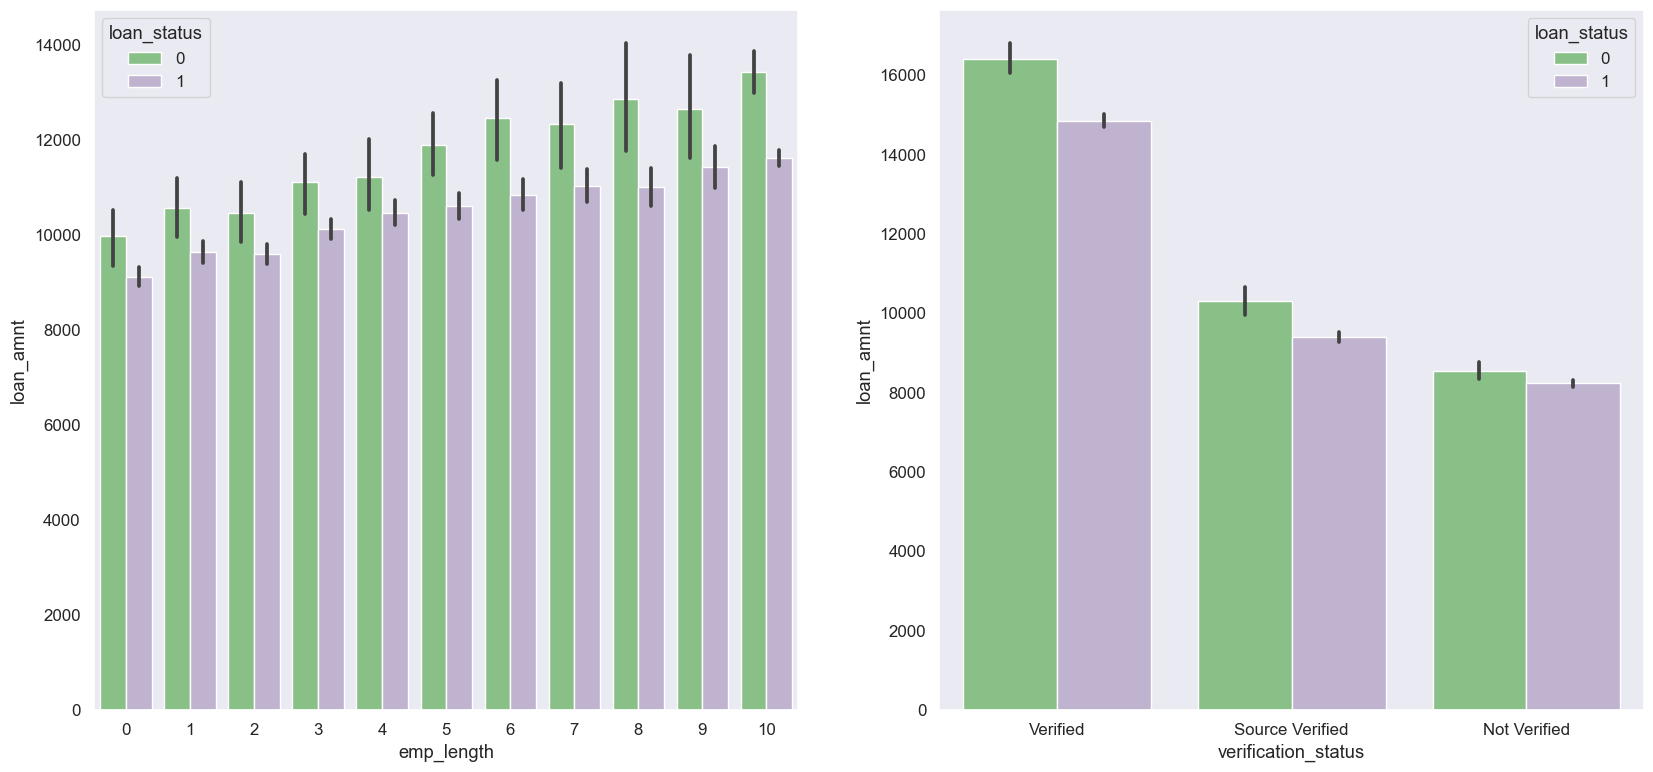 loan_status
0
1
14000
12000
10000
8000
6000
4000
2000
0
loan_amnt
0 1 2 3 4 5 6 7 8 9 10
emp_length
loan_status
0
1
16000
14000
12000
10000
8000
6000
4000
2000
0
loan_amnt
Verified Source Verified Not Verified
verification_status